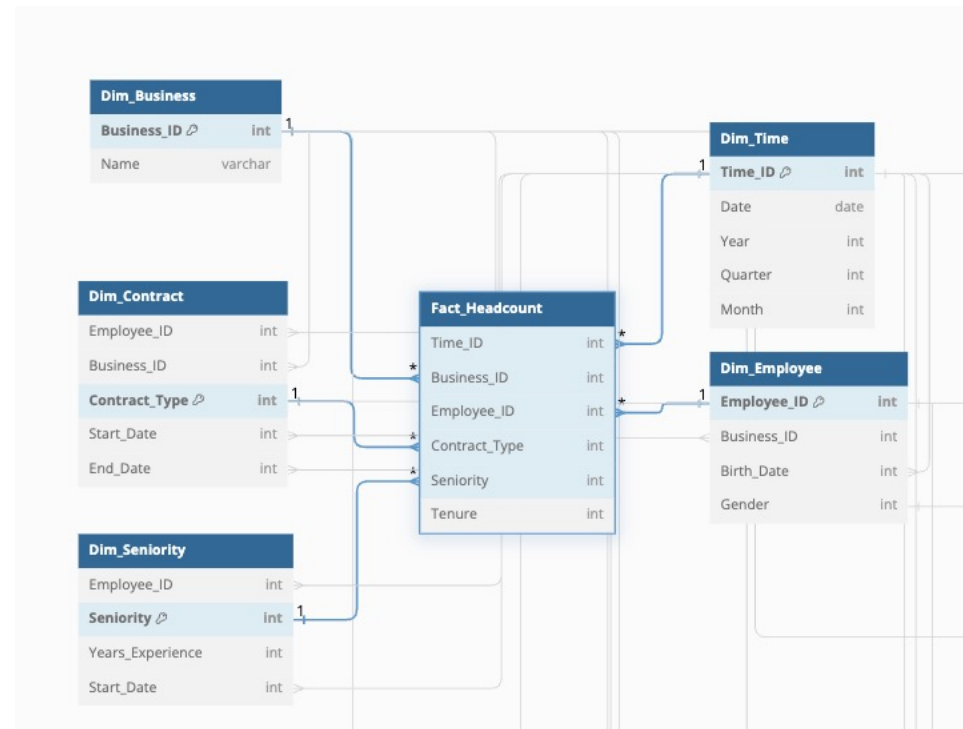 Dim_Business
Business_ID int
Name varchar
1
Dim_Time
Time_ID int
Date date
Year int
Quarter int
Month int
1
Dim_Contract
Employee_ID int
Business_ID int
Contract_Type int
Start_Date int
End_Date int
1
Fact_Headcount
Time_ID int
Business_ID int
Employee_ID int
Contract_Type int
Seniority int
Tenure int
*
*
*
*
*
Dim_Employee
Employee_ID int
Business_ID int
Birth_Date int
Gender int
1
Dim_Seniority
Employee_ID int
Seniority int
Years_Experience int
Start_Date int
1